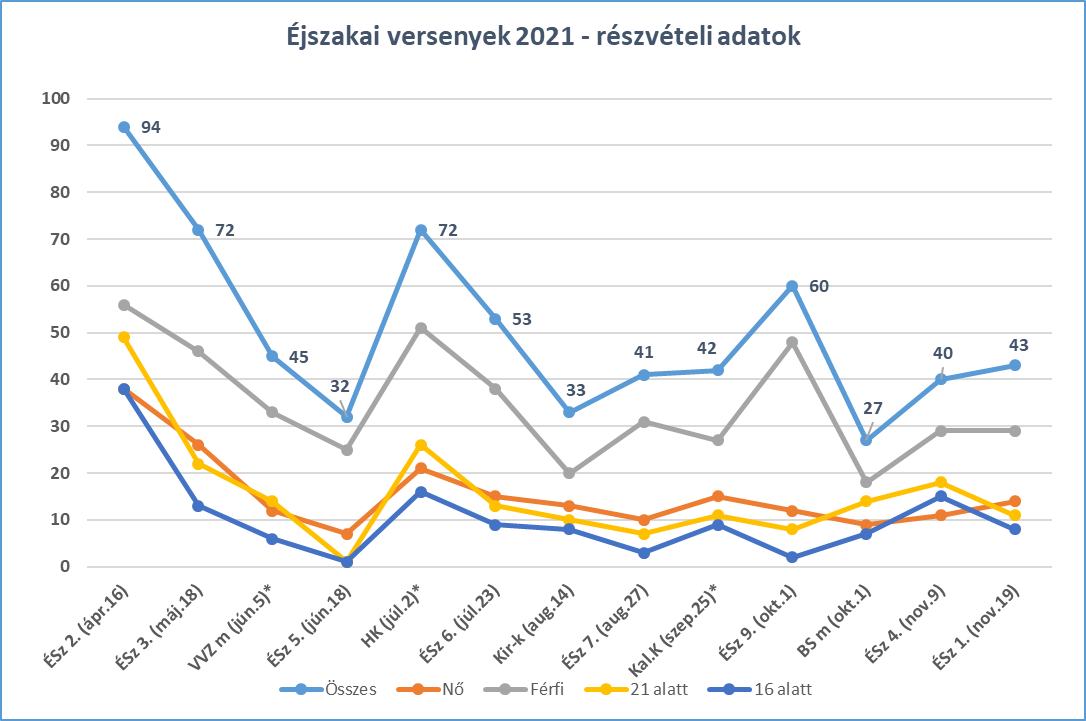 Éjszakai versenyek 2021 - részvételi adatok
100
90
80
70
60
50
40
30
20
10
0
94
72
45
32
72
53
33
41
42
60
27
40
43
ÉSz 2. (ápr.16)
ÉSz 3. (máj.18)
VVZ m (jún.5)*
ÉSz 5. (jún.18)
HK (júl.2)*
ÉSz 6. (júl.23)
Kir-k (aug.14)
ÉSz 7. (aug.27)
Kal.K (szep.25)*
ÉSz 9. (okt.1)
BS m (okt.1)
ÉSz 4. (nov.9)
ÉSz 1. (nov.19)
Összes Nő Férfi 21 alatt 16 alatt